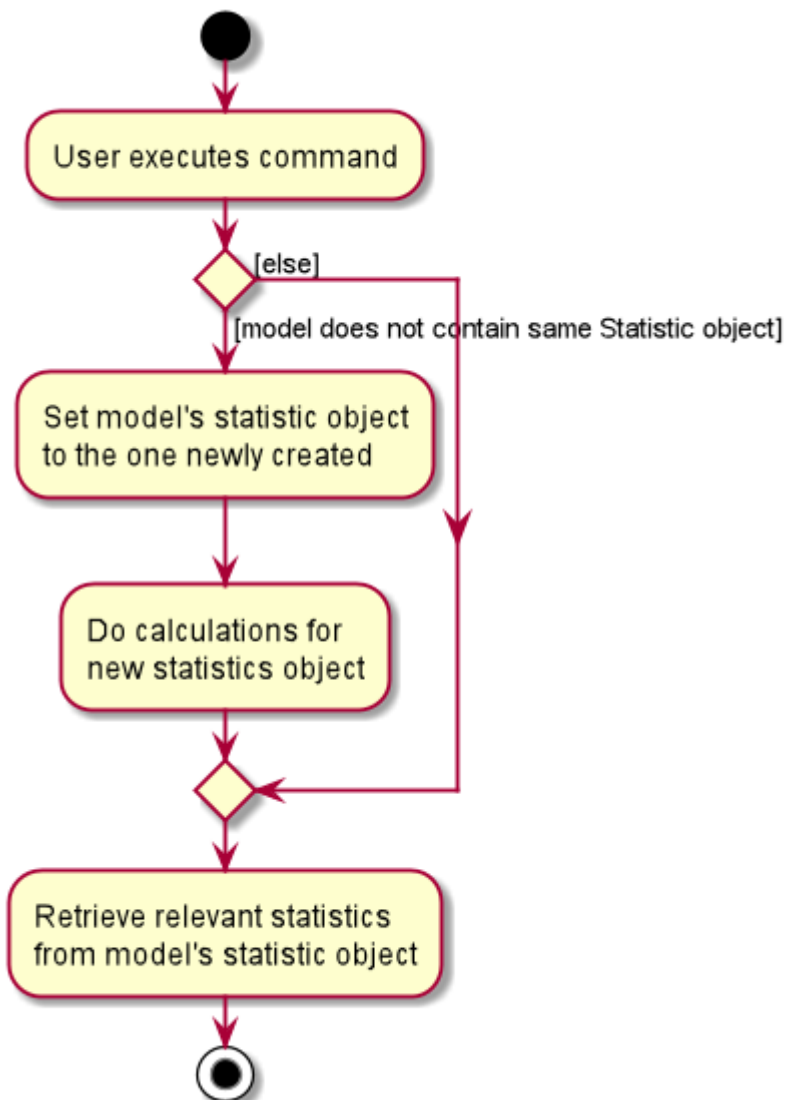 User executes command
[else]
[model does not contain same Statistic object]
Set model's statistic object
to the one newly created
Do calculations for
new statistics object
Retrieve relevant statistics
from model's statistic object